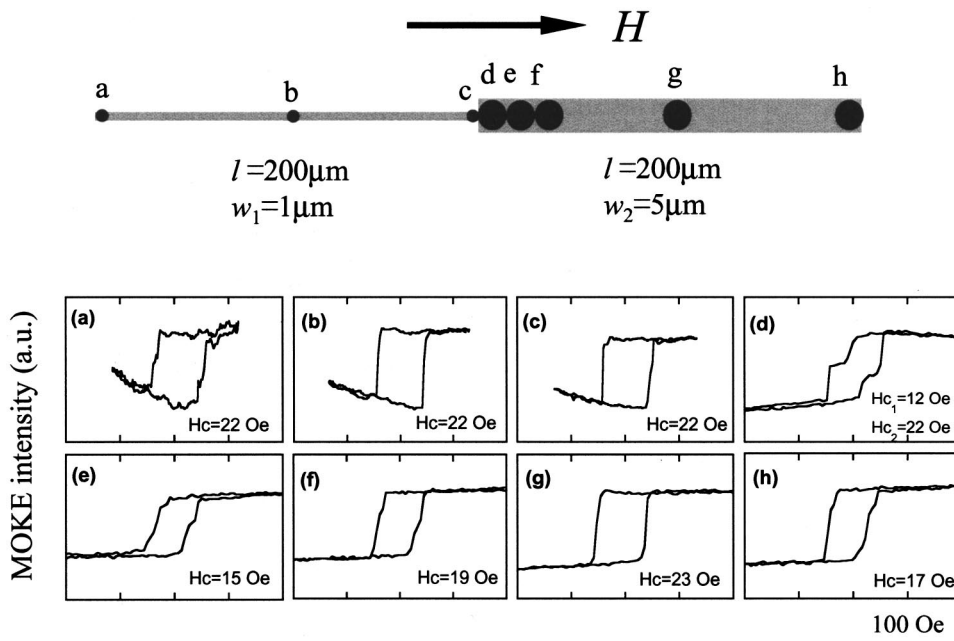 H
a b c d e f g h
l =200μm
w1=1μm
l =200μm
w2=5μm
MOKE intensity (a.u.)
(a)
Hc=22 Oe
(b)
Hc=22 Oe
(c)
Hc=22 Oe
(d)
Hc1=12 Oe
Hc2=22 Oe
(e)
Hc=15 Oe
(f)
Hc=19 Oe
(g)
Hc=23 Oe
(h)
Hc=17 Oe
100 Oe